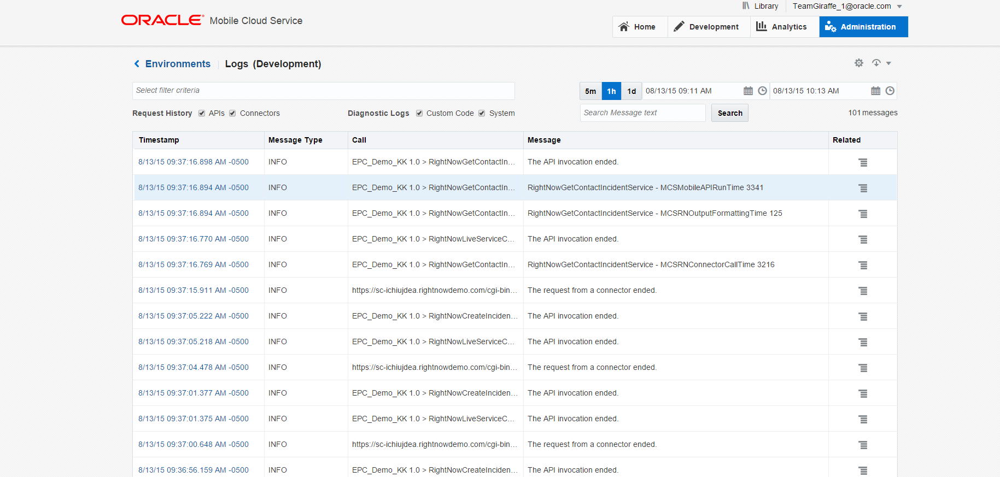 Library TeamGiraffe_1@oracle.com
ORACLE® Mobile Cloud Service
Home Development Analytics Administration
Environments Logs (Development)
Select filter criteria 5m 1h 1d 08/13/15 09:11 AM 08/13/15 10:13 AM
Request History APIs Connectors Diagnostic Logs Custom Code System Search Message text Search 101 messages
Timestamp Message Type Call Message Related
8/13/15 09:37:16.898 AM -0500 INFO EPC_Demo_KK 1.0 > RightNowGetContactIn... The API invocation ended.
8/13/15 09:37:16.894 AM -0500 INFO EPC_Demo_KK 1.0 > RightNowGetContactIn... RightNowGetContactIncidentService - MCSMobileAPIRunTime 3341
8/13/15 09:37:16.894 AM -0500 INFO EPC_Demo_KK 1.0 > RightNowGetContactIn... RightNowGetContactIncidentService - MCSRNOutputFormattingTime 125
8/13/15 09:37:16.770 AM -0500 INFO EPC_Demo_KK 1.0 > RightNowLiveServiceC... The API invocation ended.
8/13/15 09:37:16.769 AM -0500 INFO EPC_Demo_KK 1.0 > RightNowGetContactIn... RightNowGetContactIncidentService - MCSRNConnectorCallTime 3216
8/13/15 09:37:15.911 AM -0500 INFO https://sc-ichiujdea.rightnowdemo.com/cgi-bin... The request from a connector ended.
8/13/15 09:37:05.222 AM -0500 INFO EPC_Demo_KK 1.0 > RightNowCreateInciden... The API invocation ended.
8/13/15 09:37:05.218 AM -0500 INFO EPC_Demo_KK 1.0 > RightNowLiveServiceC... The API invocation ended.
8/13/15 09:37:04.478 AM -0500 INFO https://sc-ichiujdea.rightnowdemo.com/cgi-bin... The request from a connector ended.
8/13/15 09:37:01.377 AM -0500 INFO EPC_Demo_KK 1.0 > RightNowCreateInciden... The API invocation ended.
8/13/15 09:37:01.375 AM -0500 INFO EPC_Demo_KK 1.0 > RightNowLiveServiceC... The API invocation ended.
8/13/15 09:37:00.648 AM -0500 INFO https://sc-ichiujdea.rightnowdemo.com/cgi-bin... The request from a connector ended.
8/13/15 09:36:56.159 AM -0500 INFO EPC_Demo_KK 1.0 > RightNowCreateInciden... The API invocation ended.